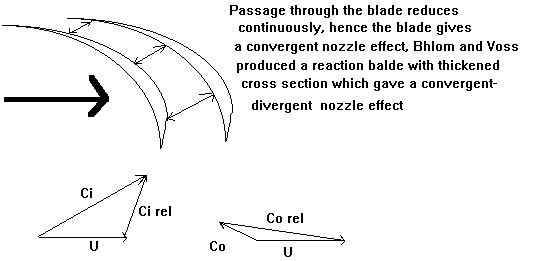 Passage through the blade reduces
continuously, hence the blade gives
a convergent nozzle effect, Bhlom and Voss
produced a reaction balde with thickened
cross section which gave a convergent-
divergent nozzle effect
Ci
Ci rel
U
Co rel
Co
U